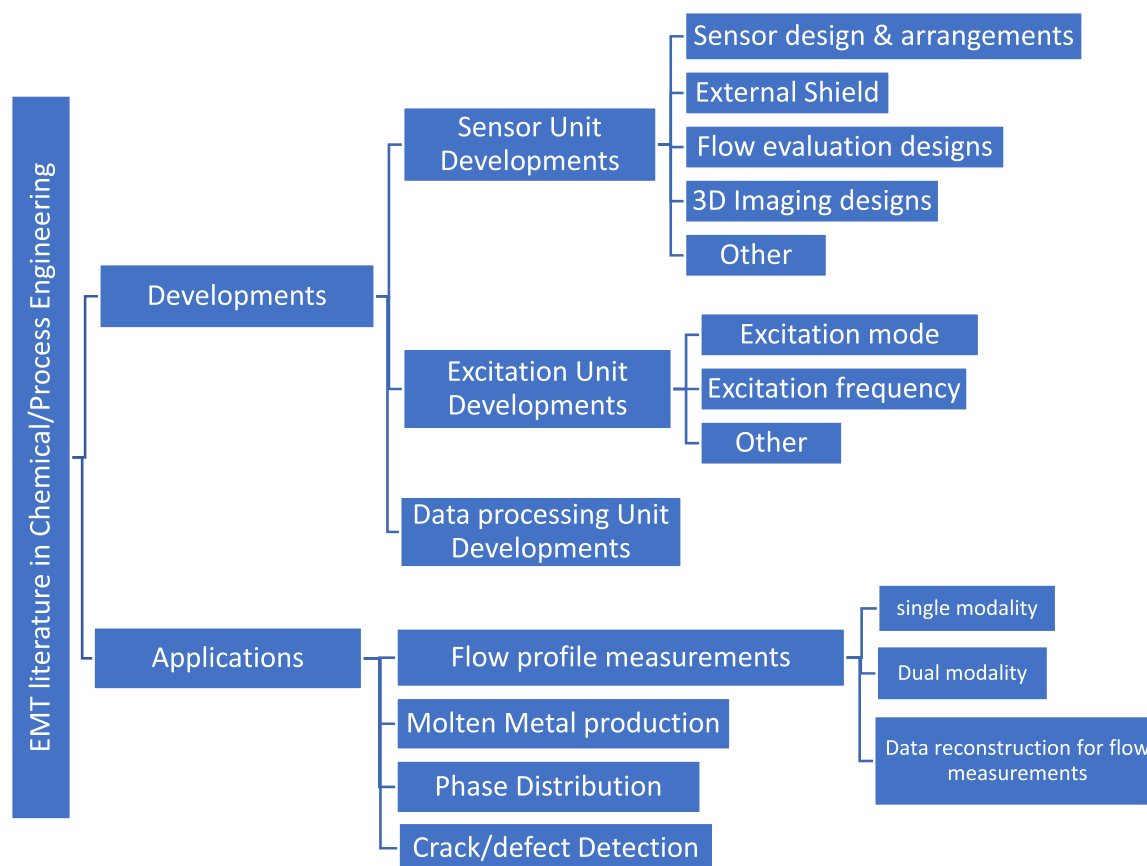 EMT literature in Chemical/Process Engineering
Developments
Sensor Unit
Developments
Sensor design & arrangements
External Shield
Flow evaluation designs
3D Imaging designs
Other
Excitation Unit
Developments
Excitation mode
Excitation frequency
Other
Data processing Unit
Developments
Applications
Flow profile measurements
single modality
Dual modality
Data reconstruction for flow
measurements
Molten Metal production
Phase Distribution
Crack/defect Detection